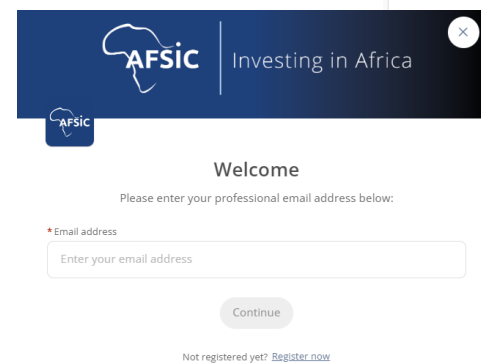 AFSIC
Investing in Africa
AFSIC
Welcome
Please enter your professional email address below:
* Email address
Enter your email address
Continue
Not registered yet? Register now